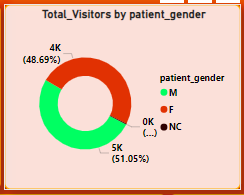 Total_Visitors by patient_gender
4K
(48.69%)
patient_gender
M
F
NC
0K
(...)
5K
(51.05%)